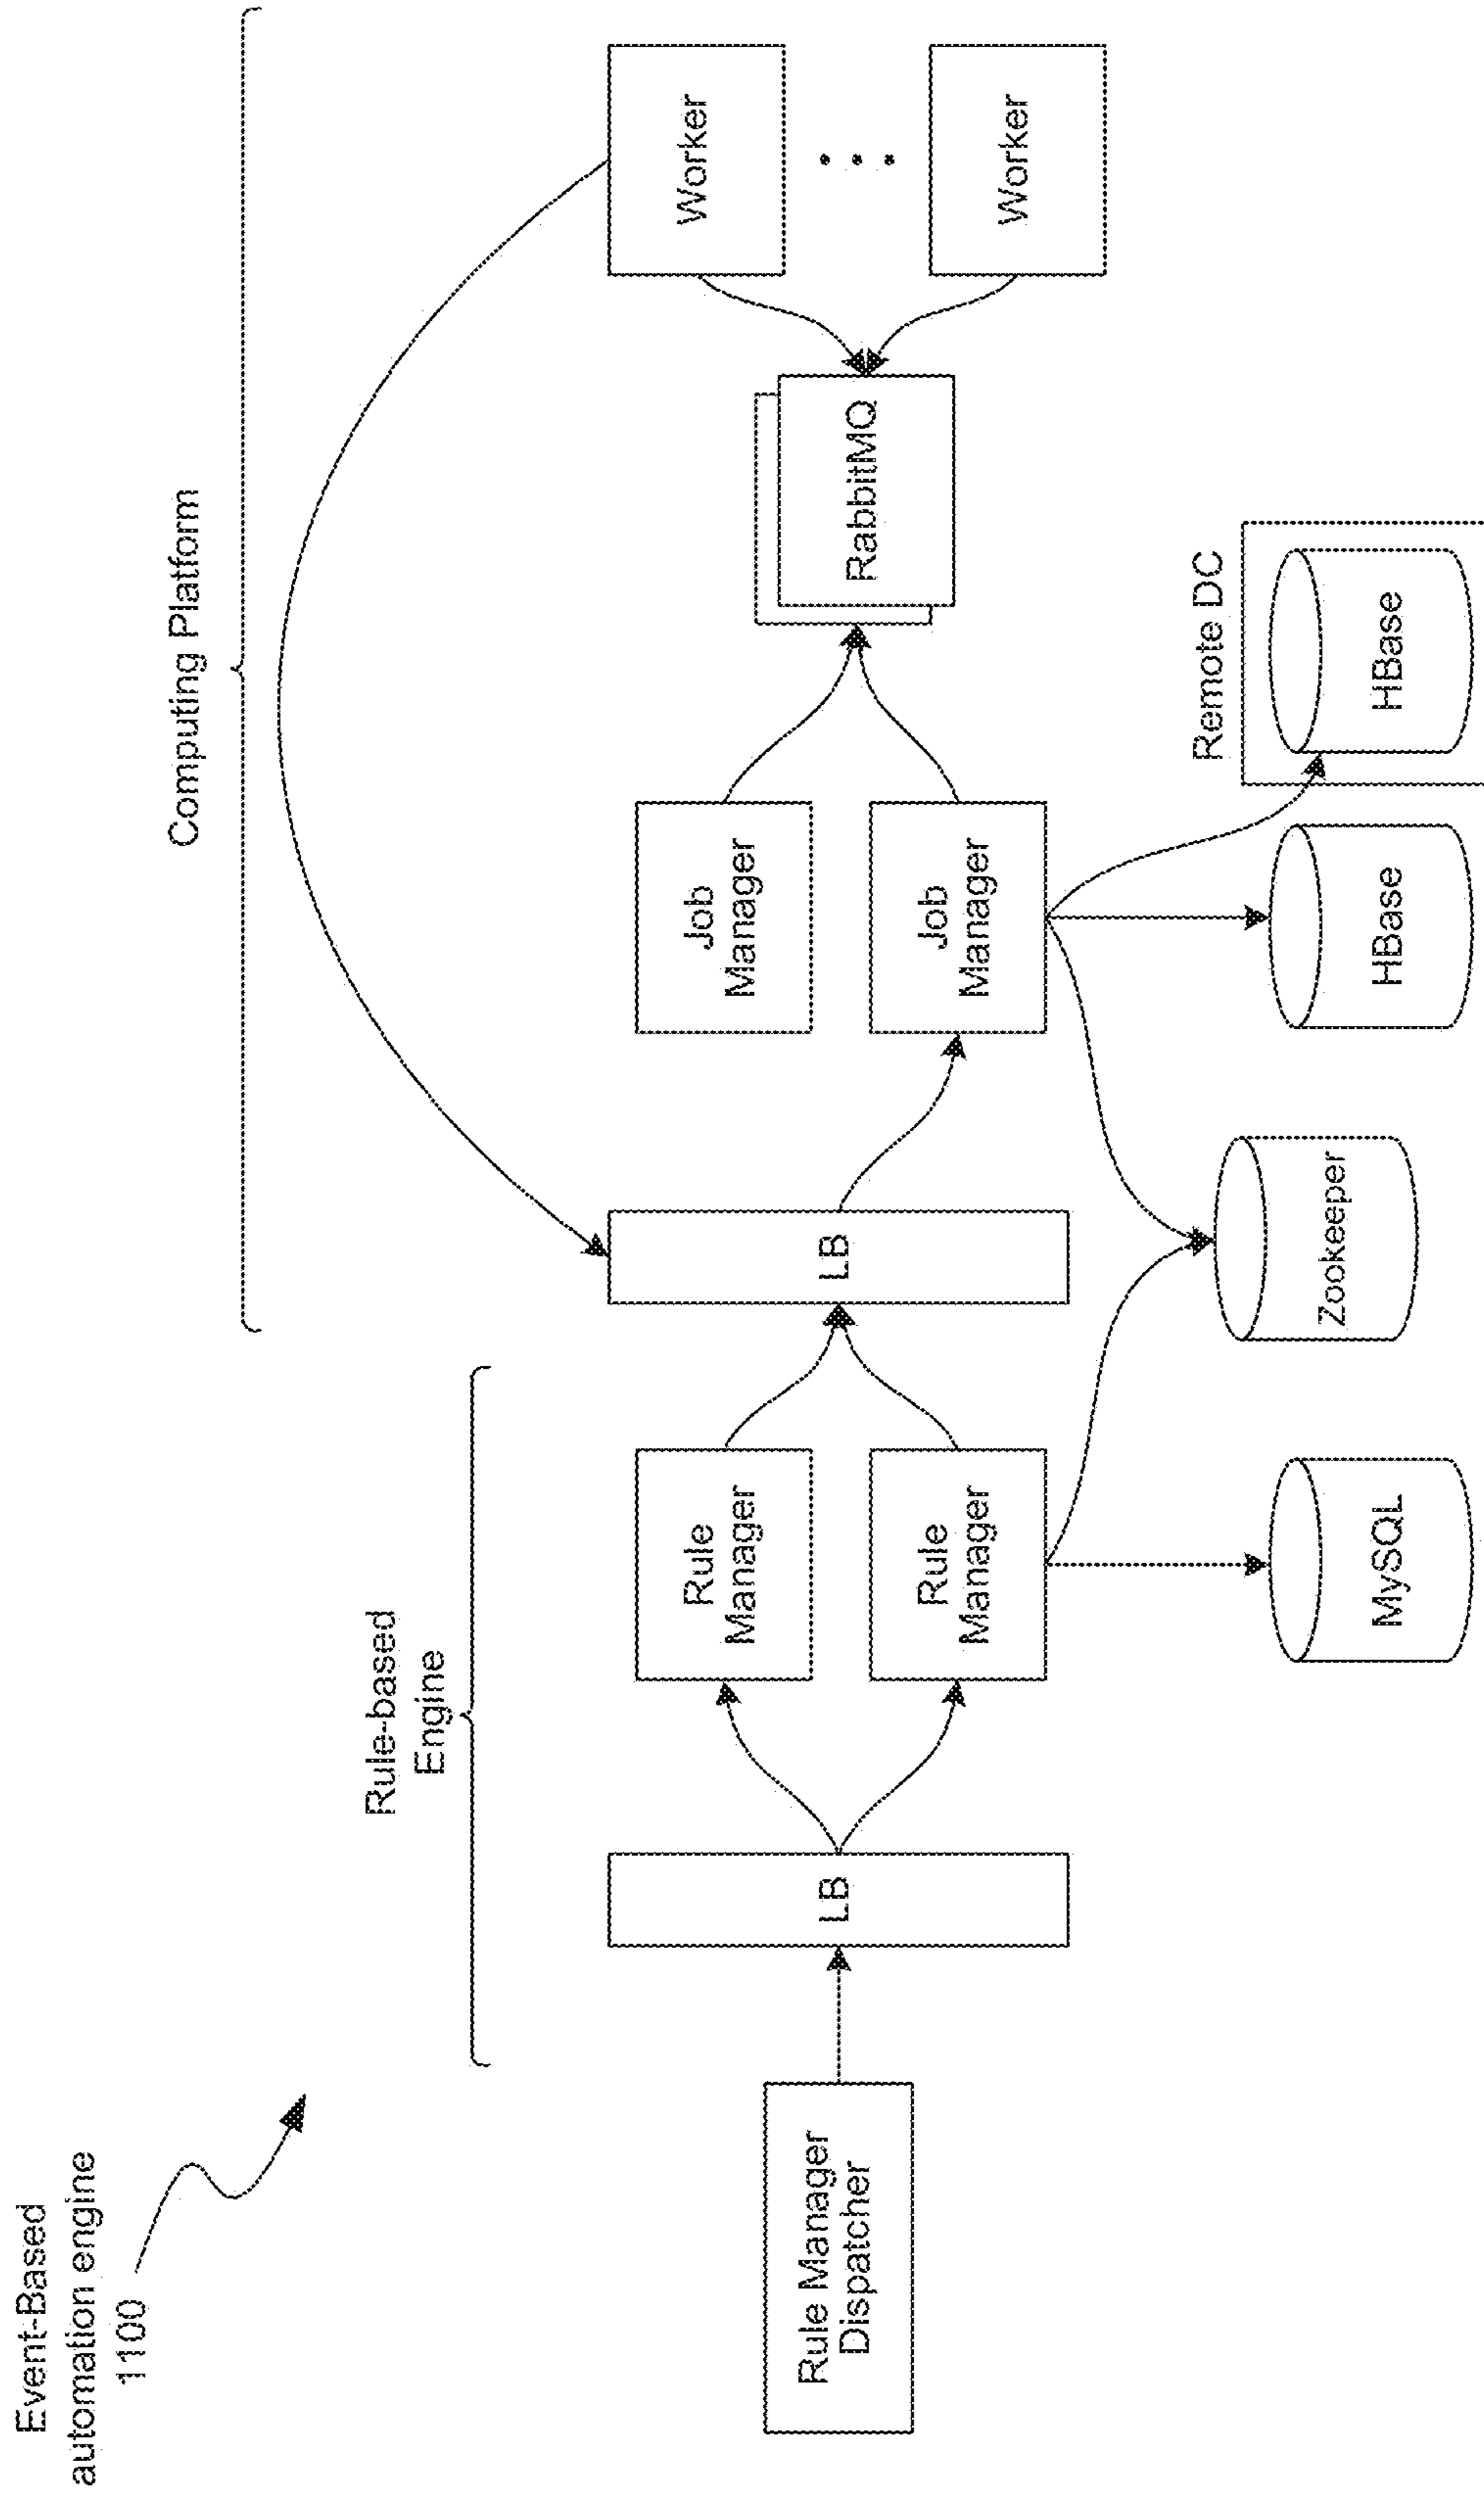 Event-Based
automation engine
1100
Rule-based
Engine
Computing Platform
Rule Manager
Dispatcher
LB
Rule
Manager
Rule
Manager
LB
Job
Manager
Job
Manager
RabbitMQ
Worker
Worker
MySQL
Zookeeper
HBase
Remote DC
HBase